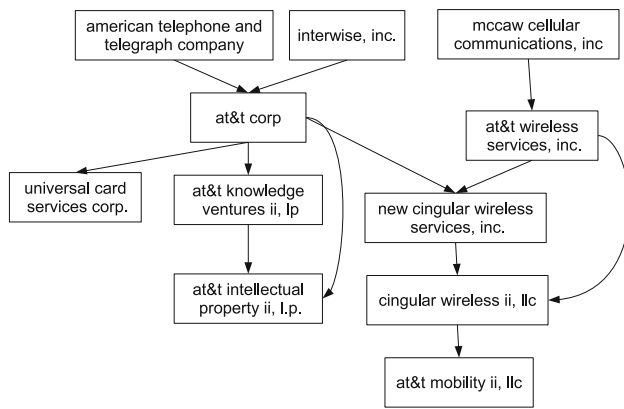 american telephone and
telegraph company
interwise, inc.
mccaw cellular
communications, inc
at&t corp
at&t wireless
services, inc.
universal card
services corp.
at&t knowledge
ventures ii, lp
new cingular wireless
services, inc.
at&t intellectual
property ii, l.p.
cingular wireless ii, llc
at&t mobility ii, llc